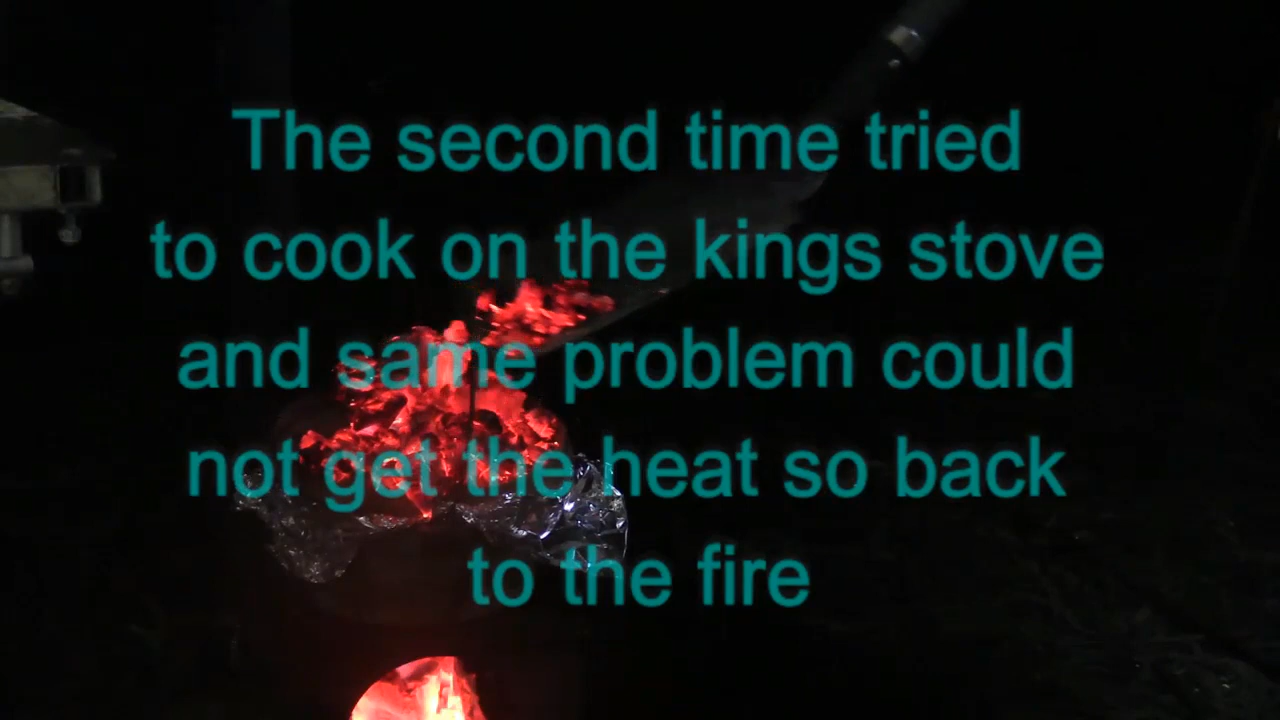 The second time tried
to cook on the kings stove
and same problem could
not get the heat so back
to the fire